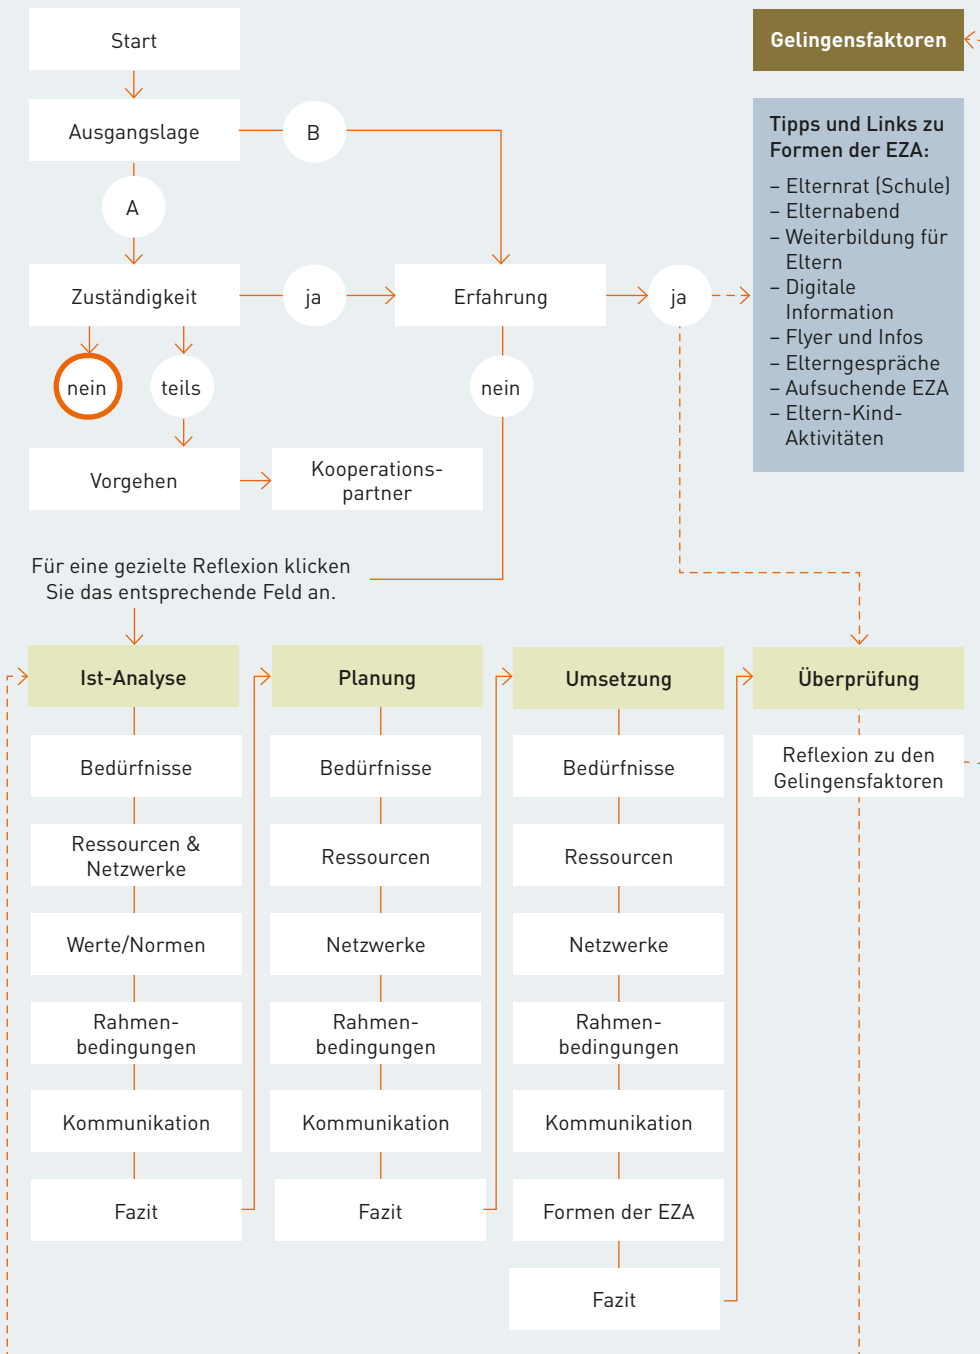 Start
Gelingensfaktoren
Ausgangslage
B
A
Tipps und Links zu
Formen der EZA:
– Elternrat (Schule)
– Elternabend
– Weiterbildung für
Eltern
– Digitale
Information
– Flyer und Infos
– Elterngespräche
– Aufsuchende EZA
– Eltern-Kind-
Aktivitäten
Zuständigkeit
ja
Erfahrung
ja
nein
teils
nein
Vorgehen
Kooperations-
partner
Für eine gezielte Reflexion klicken
Sie das entsprechende Feld an.
Ist-Analyse
Bedürfnisse
Ressourcen &
Netzwerke
Werte/Normen
Rahmen-
bedingungen
Kommunikation
Fazit
Planung
Bedürfnisse
Ressourcen
Netzwerke
Rahmen-
bedingungen
Kommunikation
Fazit
Umsetzung
Bedürfnisse
Ressourcen
Netzwerke
Rahmen-
bedingungen
Kommunikation
Formen der EZA
Fazit
Überprüfung
Reflexion zu den
Gelingensfaktoren